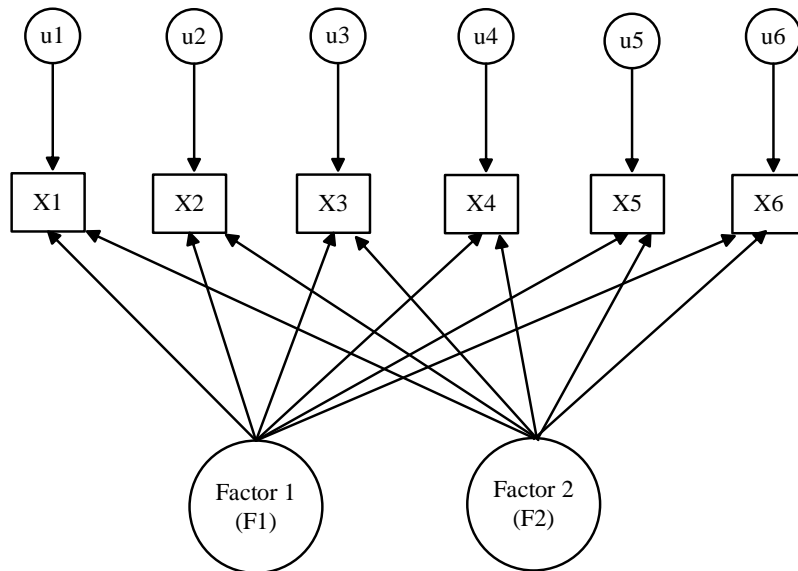 u1 u2 u3 u4 u5 u6
X1 X2 X3 X4 X5 X6
Factor 1
(F1)
Factor 2
(F2)